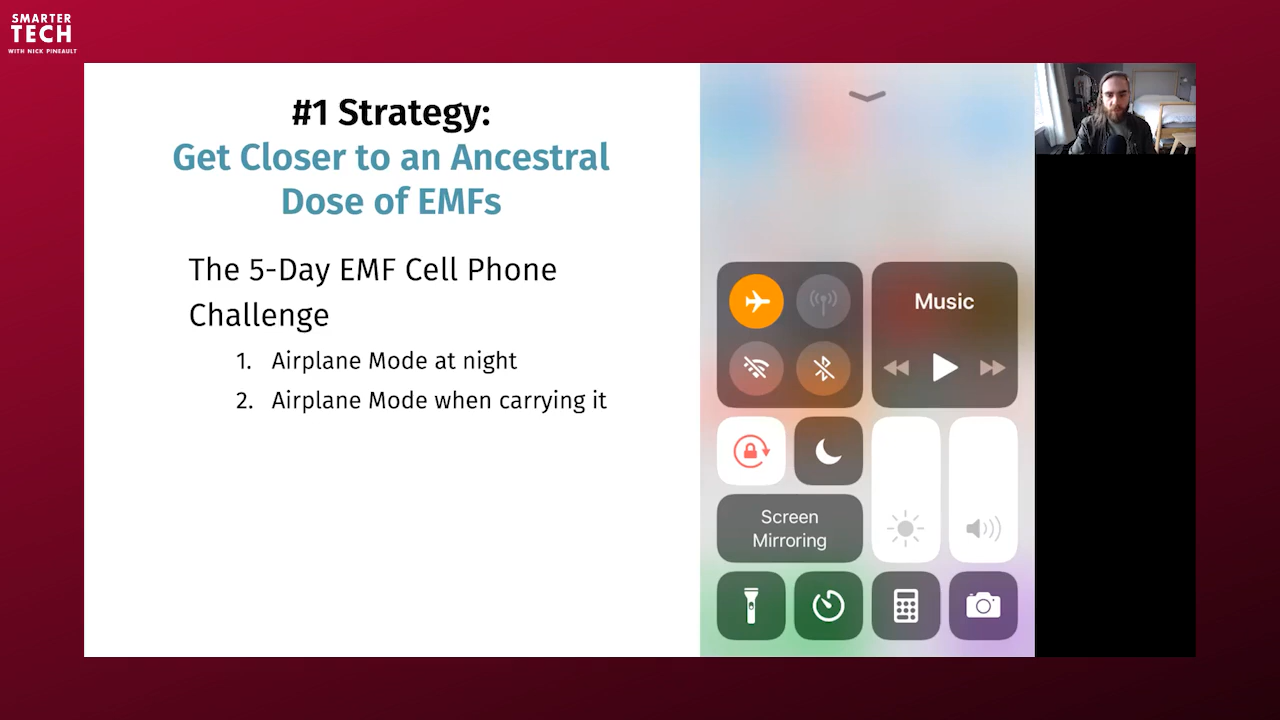 SMARTER
TECH
WITH NICK PINEAULT
#1 Strategy:
Get Closer to an Ancestral
Dose of EMFs
The 5-Day EMF Cell Phone
Challenge
1. Airplane Mode at night
2. Airplane Mode when carrying it
Music
Screen
Mirroring